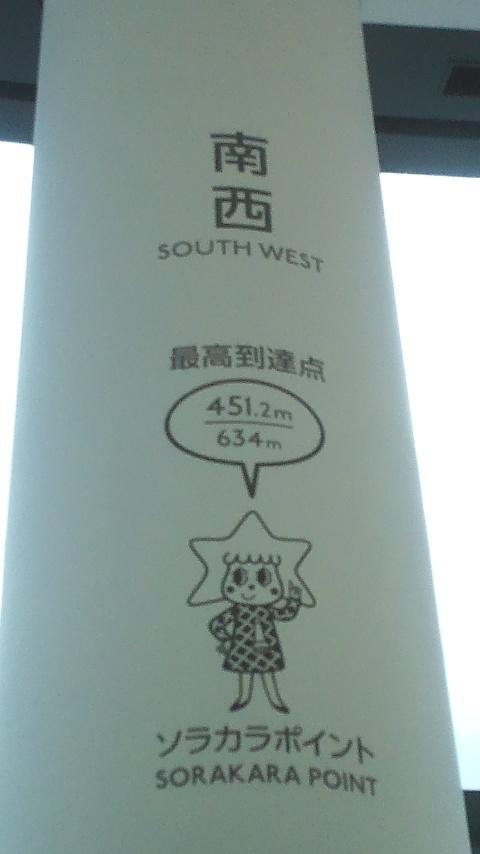 南
西
SOUTH WEST
最高到達点
451.2m
634m
ソラカラポイント
SORAKARA POINT